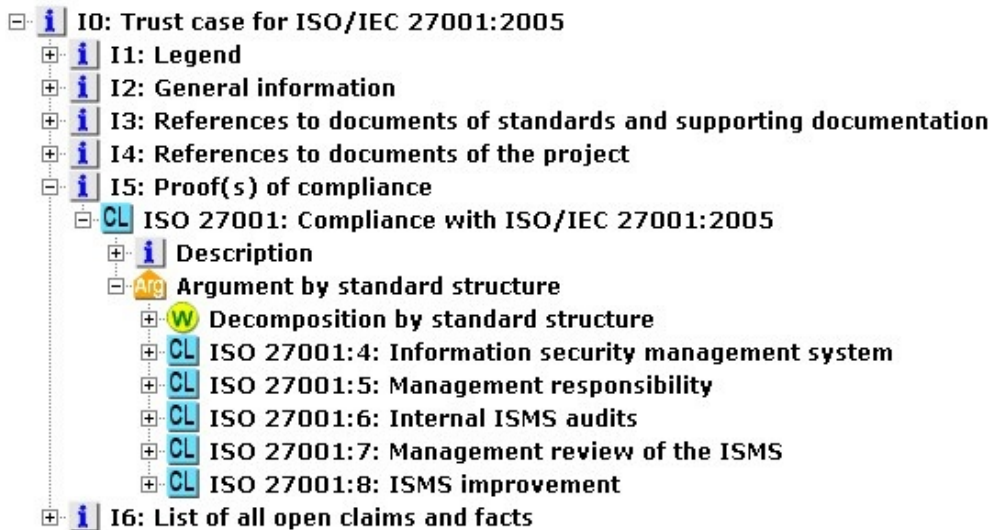 i I0: Trust case for ISO/IEC 27001:2005
i I1: Legend
i I2: General information
i I3: References to documents of standards and supporting documentation
i I4: References to documents of the project
i I5: Proof(s) of compliance
CL ISO 27001: Compliance with ISO/IEC 27001:2005
i Description
Arg Argument by standard structure
W Decomposition by standard structure
CL ISO 27001:4: Information security management system
CL ISO 27001:5: Management responsibility
CL ISO 27001:6: Internal ISMS audits
CL ISO 27001:7: Management review of the ISMS
CL ISO 27001:8: ISMS improvement
i I6: List of all open claims and facts